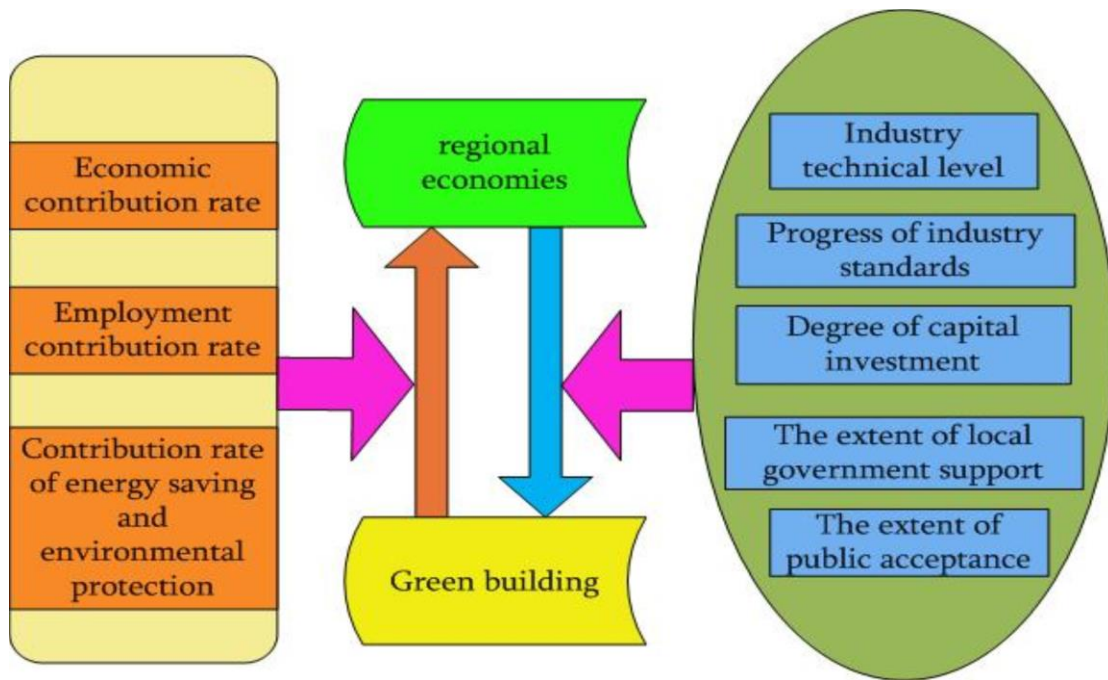 Economic
contribution rate
Employment
contribution rate
Contribution rate
of energy saving
and
environmental
protection
regional
economies
Green building
Industry
technical level
Progress of industry
standards
Degree of capital
investment
The extent of local
government support
The extent of
public acceptance